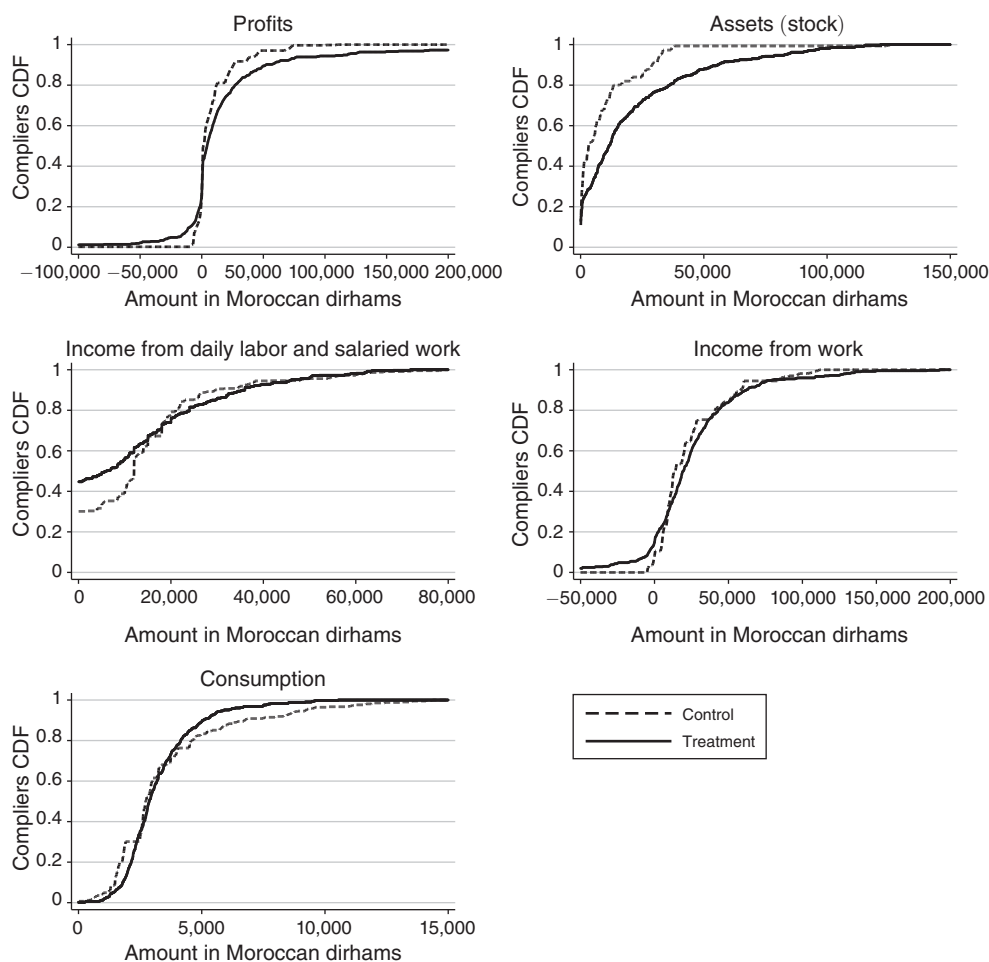 Profits
Compliers CDF
1
0.8
0.6
0.4
0.2
0
−100,000 −50,000 0 50,000 100,000 150,000 200,000
Amount in Moroccan dirhams
Assets (stock)
Compliers CDF
1
0.8
0.6
0.4
0.2
0
0 50,000 100,000 150,000
Amount in Moroccan dirhams
Income from daily labor and salaried work
Compliers CDF
1
0.8
0.6
0.4
0.2
0
0 20,000 40,000 60,000 80,000
Amount in Moroccan dirhams
Income from work
Compliers CDF
1
0.8
0.6
0.4
0.2
0
−50,000 0 50,000 100,000 150,000 200,000
Amount in Moroccan dirhams
Consumption
Compliers CDF
1
0.8
0.6
0.4
0.2
0
0 5,000 10,000 15,000
Amount in Moroccan dirhams
Control
Treatment